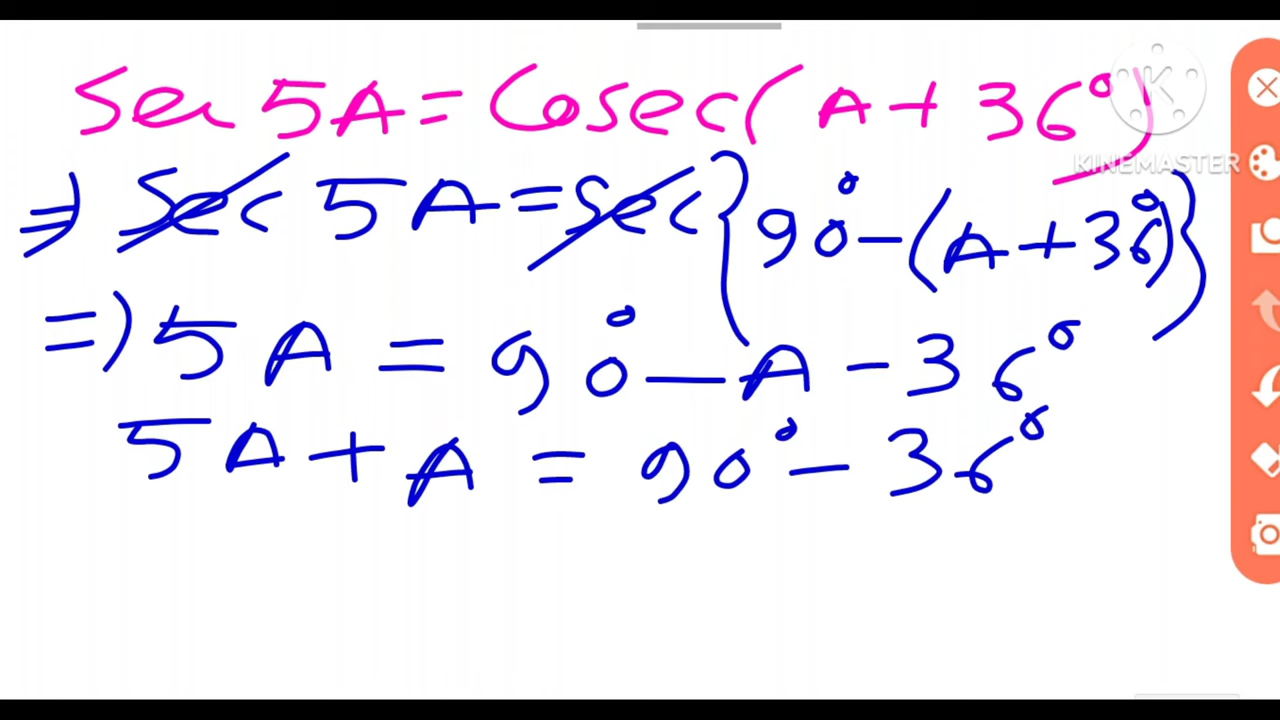 Sec 5A = Cosec(A + 36°)
⇒ Sec 5A = Sec {90° - (A + 36°)}
⇒ 5A = 90° - A - 36°
5A + A = 90° - 36°
K
KINEMASTER